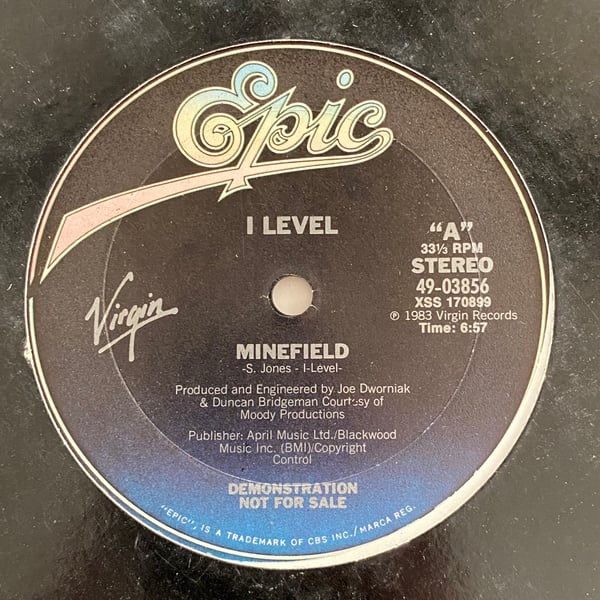 Epic
I LEVEL
"A"
33⅓ RPM
STEREO
49-03856
XSS 170899
℗ 1983 Virgin Records
Time: 6:57
Virgin
MINEFIELD
-S. Jones - I-Level-
Produced and Engineered by Joe Dworniak
& Duncan Bridgeman Courtesy of
Moody Productions
Publisher: April Music Ltd./Blackwood
Music Inc. (BMI)/Copyright
Control
DEMONSTRATION
NOT FOR SALE
"EPIC", IS A TRADEMARK OF CBS INC./MARCA REG.